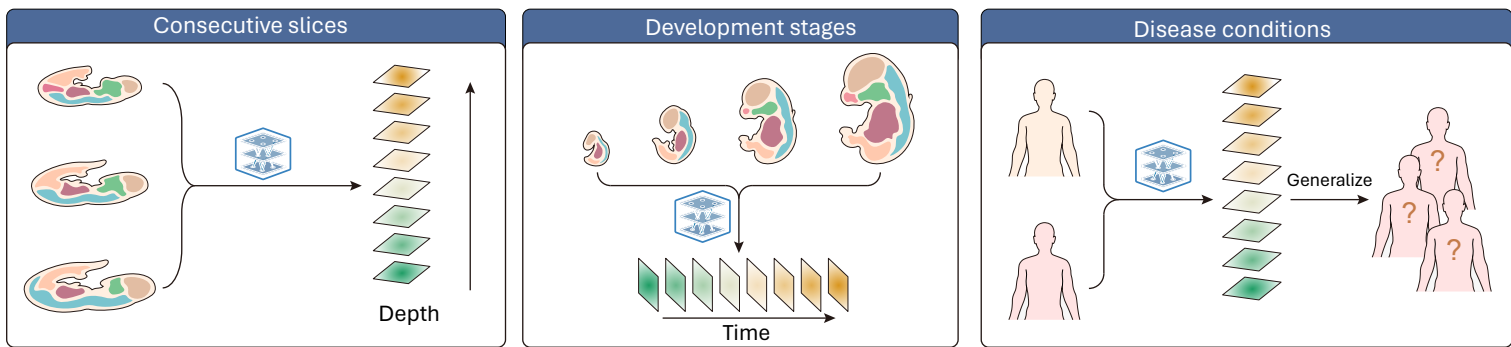 Consecutive slices
Depth
Development stages
Time
Disease conditions
Generalize
?
?
?